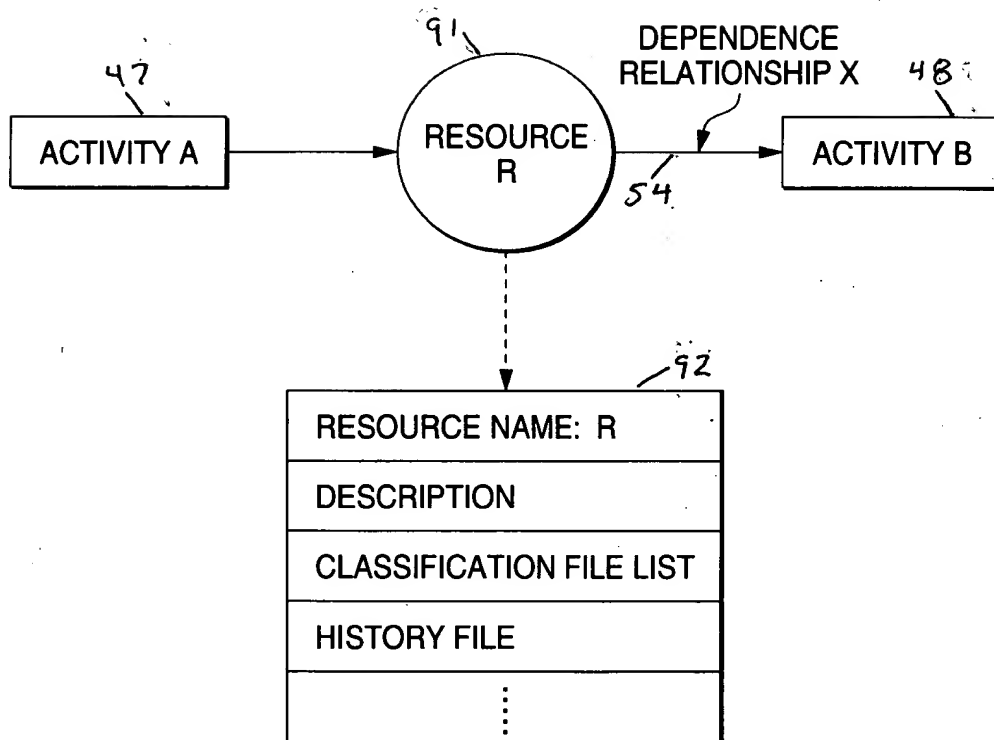 91
DEPENDENCE
RELATIONSHIP X
47
48
ACTIVITY A
RESOURCE
R
ACTIVITY B
54
92
RESOURCE NAME: R
DESCRIPTION
CLASSIFICATION FILE LIST
HISTORY FILE